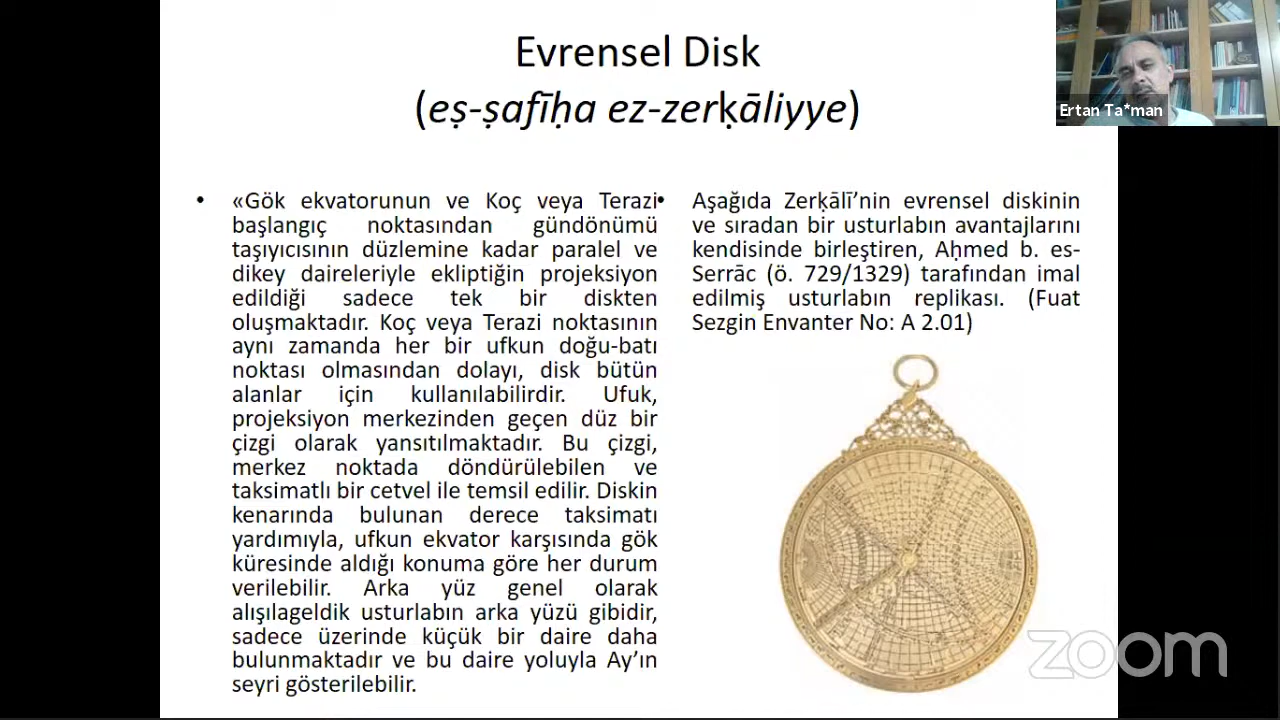 Evrensel Disk
(eṣ-ṣafīḥa ez-zerḳāliyye)
Ertan Ta*man
• «Gök ekvatorunun ve Koç veya Terazi
başlangıç noktasından gündönümü
taşıyıcısının düzlemine kadar paralel ve
dikey daireleriyle ekliptiğin projeksiyon
edildiği sadece tek bir diskten
oluşmaktadır. Koç veya Terazi noktasının
aynı zamanda her bir ufkun doğu-batı
noktası olmasından dolayı, disk bütün
alanlar için kullanılabilirdir. Ufuk,
projeksiyon merkezinden geçen düz bir
çizgi olarak yansıtılmaktadır. Bu çizgi,
merkez noktada döndürülebilen ve
taksimatlı bir cetvel ile temsil edilir. Diskin
kenarında bulunan derece taksimatı
yardımıyla, ufkun ekvator karşısında gök
küresinde aldığı konuma göre her durum
verilebilir. Arka yüz genel olarak
alışılageldik usturlabın arka yüzü gibidir,
sadece üzerinde küçük bir daire daha
bulunmaktadır ve bu daire yoluyla Ay’ın
seyri gösterilebilir.
• Aşağıda Zerḳālī’nin evrensel diskinin
ve sıradan bir usturlabın avantajlarını
kendisinde birleştiren, Aḥmed b. es-
Serrāc (ö. 729/1329) tarafından imal
edilmiş usturlabın replikası. (Fuat
Sezgin Envanter No: A 2.01)
zoom